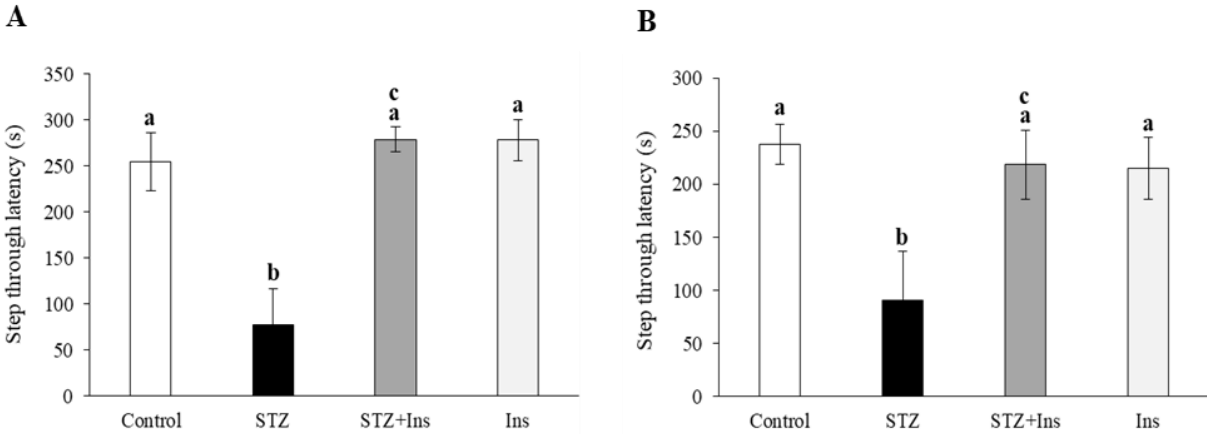 A
Step through latency (s)
350
300
250
200
150
100
50
0
a
b
c
a
a
Control
STZ
STZ+Ins
Ins
B
Step through latency (s)
300
250
200
150
100
50
0
a
b
c
a
a
Control
STZ
STZ+Ins
Ins